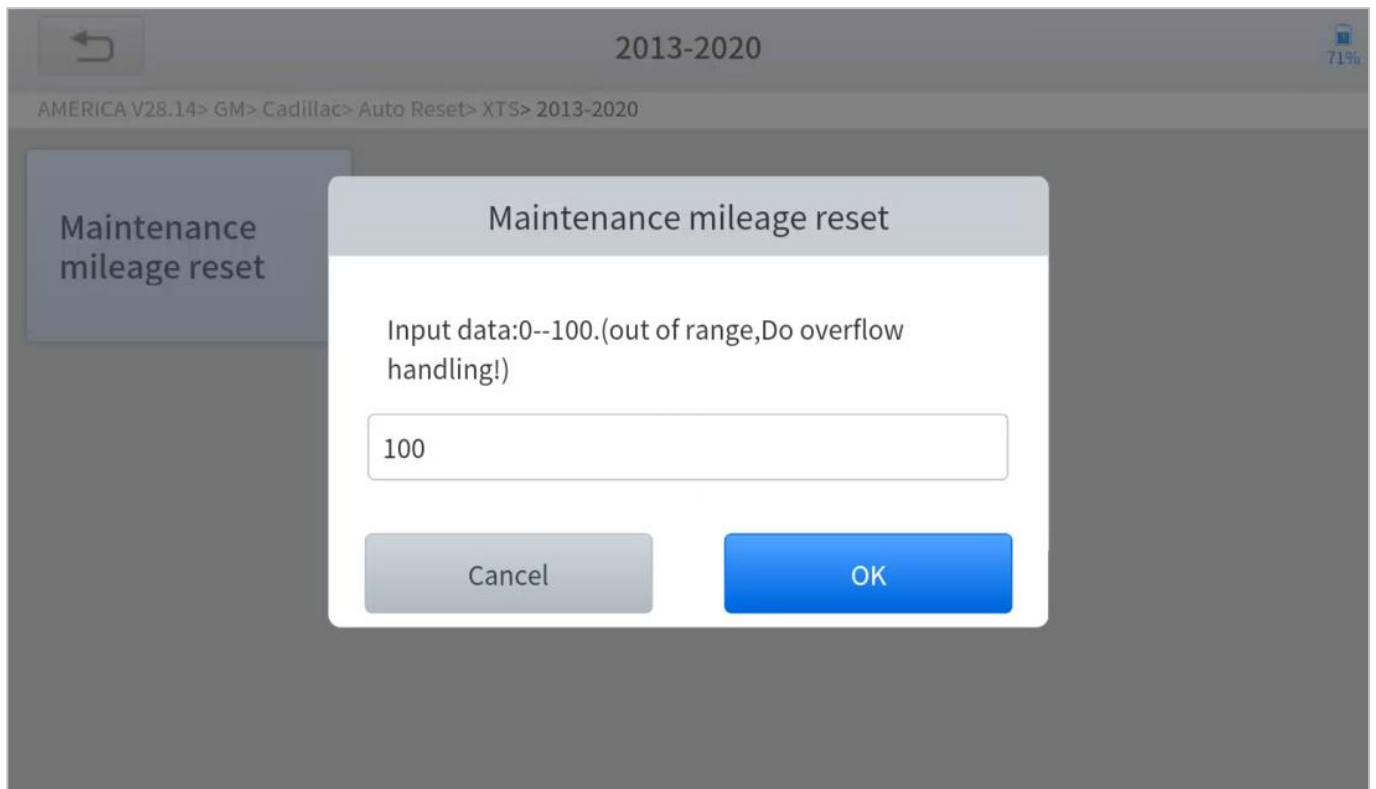 2013-2020
71%
AMERICA V28.14> GM> Cadillac> Auto Reset> XTS> 2013-2020
Maintenance
mileage reset
Maintenance mileage reset
Input data:0--100.(out of range,Do overflow
handling!)
100
Cancel
OK